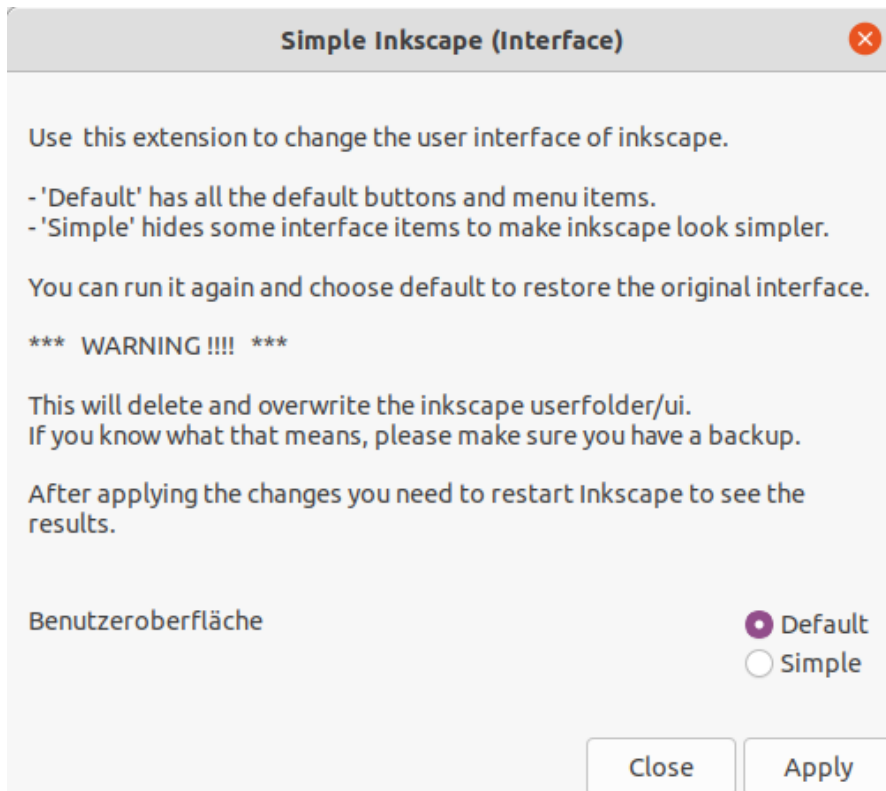 Simple Inkscape (Interface)
Use  this extension to change the user interface of inkscape.
- 'Default' has all the default buttons and menu items.
- 'Simple' hides some interface items to make inkscape look simpler.
You can run it again and choose default to restore the original interface.
***   WARNING !!!!   ***
This will delete and overwrite the inkscape userfolder/ui.
If you know what that means, please make sure you have a backup.
After applying the changes you need to restart Inkscape to see the
results.
Benutzeroberfläche
Default
Simple
Close
Apply